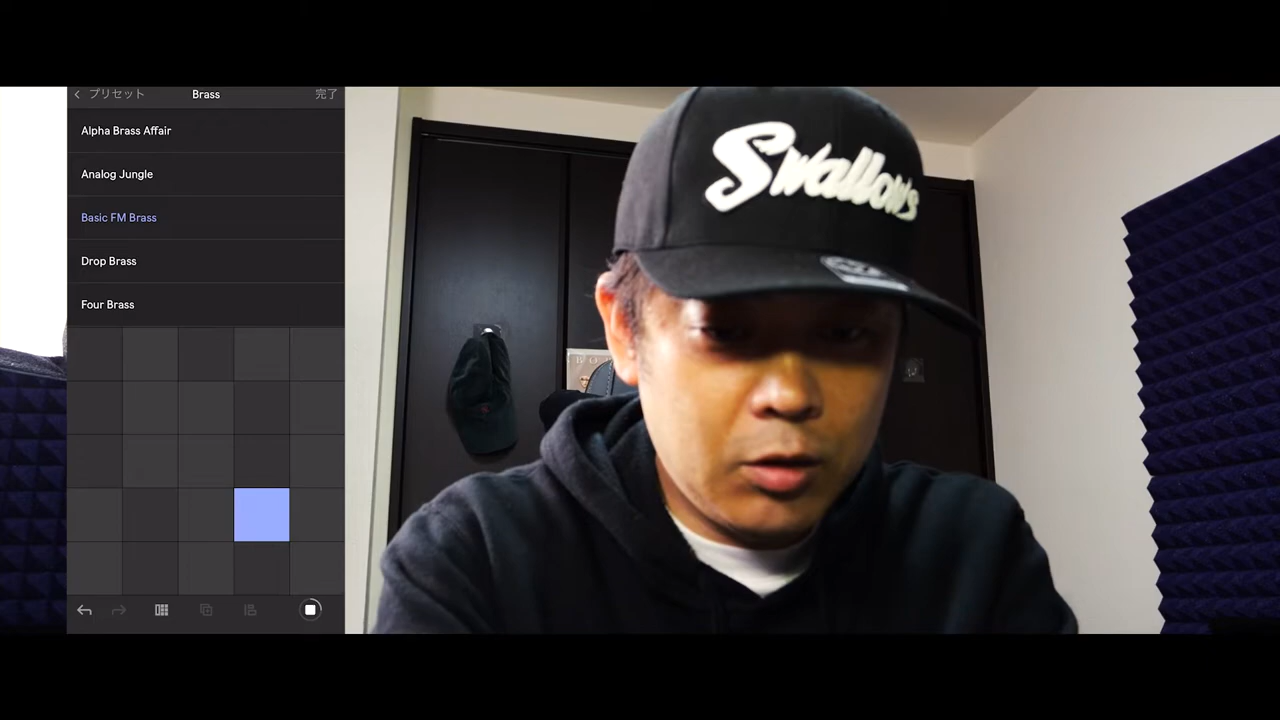 プリセット
Brass
完了
Alpha Brass Affair
Analog Jungle
Basic FM Brass
Drop Brass
Four Brass
Swallows